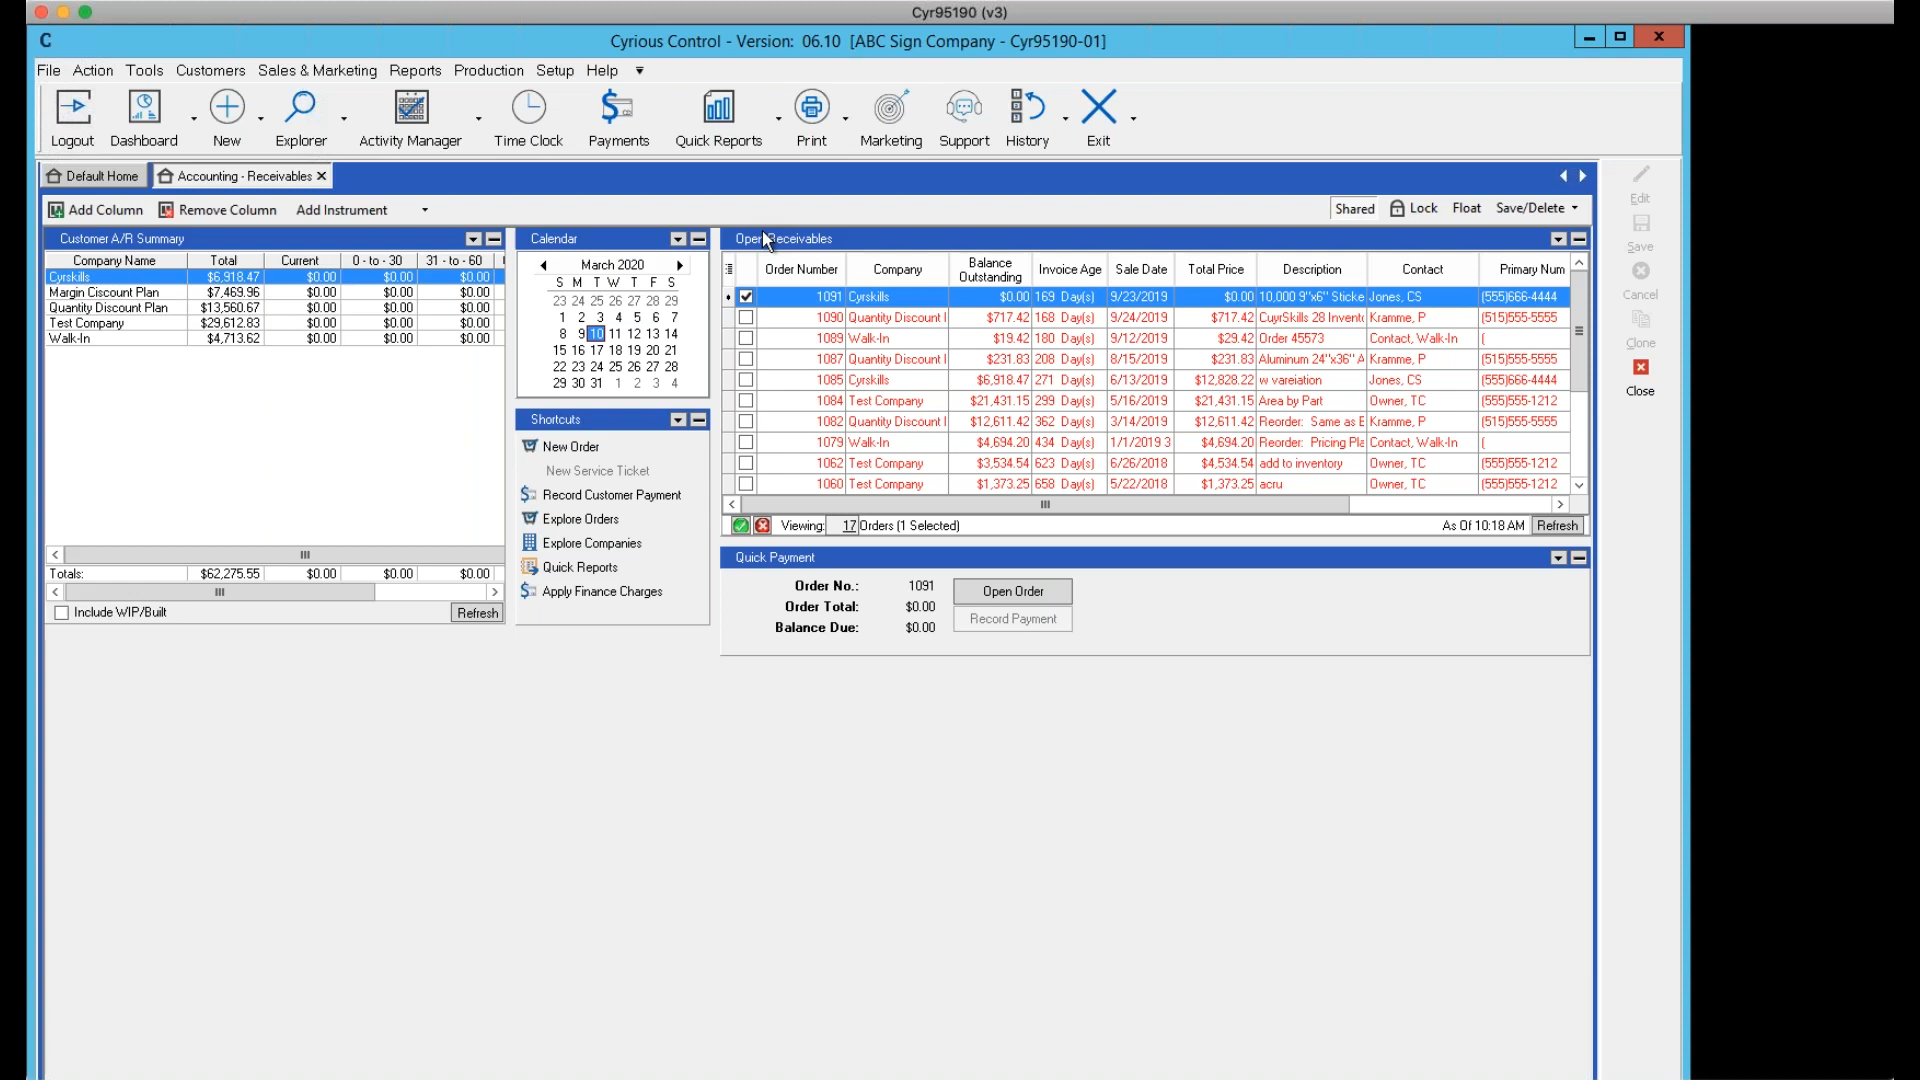 Cyr95190 (v3)
C Cyrious Control - Version: 06.10 [ABC Sign Company - Cyr95190-01]
File Action Tools Customers Sales & Marketing Reports Production Setup Help
Logout Dashboard New Explorer Activity Manager Time Clock Payments Quick Reports Print Marketing Support History Exit
Default Home Accounting - Receivables
Add Column Remove Column Add Instrument Shared Lock Float Save/Delete
Edit
Save
Cancel
Clone
Close
Customer A/R Summary
Company Name Total Current 0 - to - 30 31 - to - 60
Cyrskills $6,918.47 $0.00 $0.00 $0.00
Margin Ciscount Plan $7,469.96 $0.00 $0.00 $0.00
Quantity Discount Plan $13,560.67 $0.00 $0.00 $0.00
Test Company $29,612.83 $0.00 $0.00 $0.00
Walk-In $4,713.62 $0.00 $0.00 $0.00
Totals: $62,275.55 $0.00 $0.00 $0.00
Include WIP/Built Refresh
Calendar
March 2020
S M T W T F S
23 24 25 26 27 28 29
1 2 3 4 5 6 7
8 9 10 11 12 13 14
15 16 17 18 19 20 21
22 23 24 25 26 27 28
29 30 31 1 2 3 4
Shortcuts
New Order
New Service Ticket
Record Customer Payment
Explore Orders
Explore Companies
Quick Reports
Apply Finance Charges
Open Receivables
Order Number Company Balance Outstanding Invoice Age Sale Date Total Price Description Contact Primary Num
1091 Cyrskills $0.00 169 Day(s) 9/23/2019 $0.00 10,000 9"x6" Sticke Jones, CS (555)666-4444
1090 Quantity Discount $717.42 168 Day(s) 9/24/2019 $717.42 CuyrSkills 28 Invent Kramme, P (515)555-5555
1089 Walk-In $19.42 180 Day(s) 9/12/2019 $29.42 Order 45573 Contact, Walk-In (
1087 Quantity Discount $231.83 208 Day(s) 8/15/2019 $231.83 Aluminum 24"x36" A Kramme, P (515)555-5555
1085 Cyrskills $6,918.47 271 Day(s) 6/13/2019 $12,828.22 w vareiation Jones, CS (555)666-4444
1084 Test Company $21,431.15 299 Day(s) 5/16/2019 $21,431.15 Area by Part Owner, TC (555)555-1212
1082 Quantity Discount $12,611.42 362 Day(s) 3/14/2019 $12,611.42 Reorder: Same as E Kramme, P (515)555-5555
1079 Walk-In $4,694.20 434 Day(s) 1/1/2019 3 $4,694.20 Reorder: Pricing Pla Contact, Walk-In (
1062 Test Company $3,534.54 623 Day(s) 6/26/2018 $4,534.54 add to inventory Owner, TC (555)555-1212
1060 Test Company $1,373.25 658 Day(s) 5/22/2018 $1,373.25 acru Owner, TC (555)555-1212
Viewing: 17 Orders (1 Selected) As Of 10:18 AM Refresh
Quick Payment
Order No.: 1091 Open Order
Order Total: $0.00
Record Payment
Balance Due: $0.00